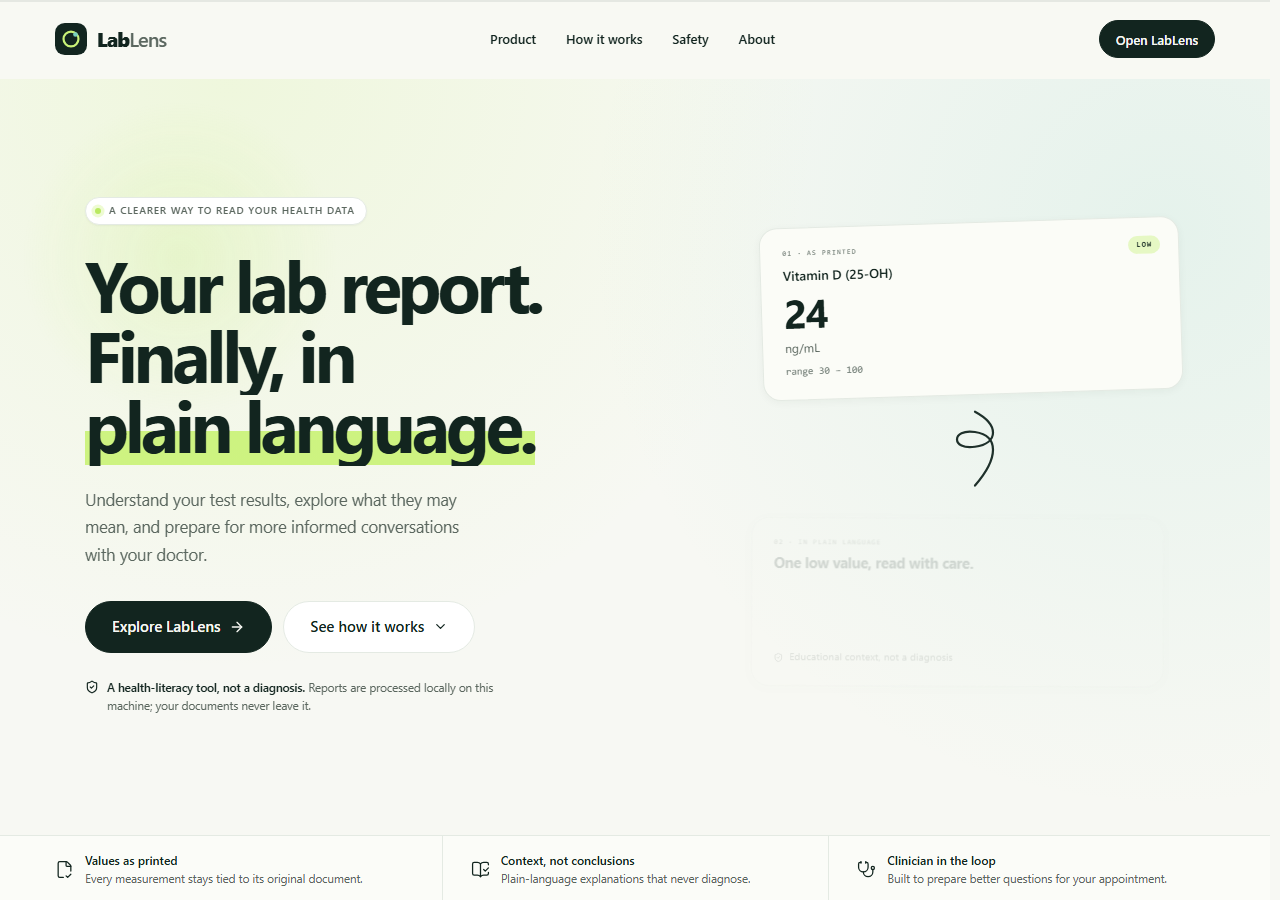 LabLens
Product
How it works
Safety
About
Open LabLens
A CLEARER WAY TO READ YOUR HEALTH DATA
Your lab report.
Finally, in
plain language.
Understand your test results, explore what they may
mean, and prepare for more informed conversations
with your doctor.
Explore LabLens
See how it works
A health-literacy tool, not a diagnosis. Reports are processed locally on this
machine; your documents never leave it.
01 - AS PRINTED
LOW
Vitamin D (25-OH)
24
ng/mL
range 30 – 100
02 - IN PLAIN LANGUAGE
One low value, read with care.
Educational context, not a diagnosis
Values as printed
Every measurement stays tied to its original document.
Context, not conclusions
Plain-language explanations that never diagnose.
Clinician in the loop
Built to prepare better questions for your appointment.